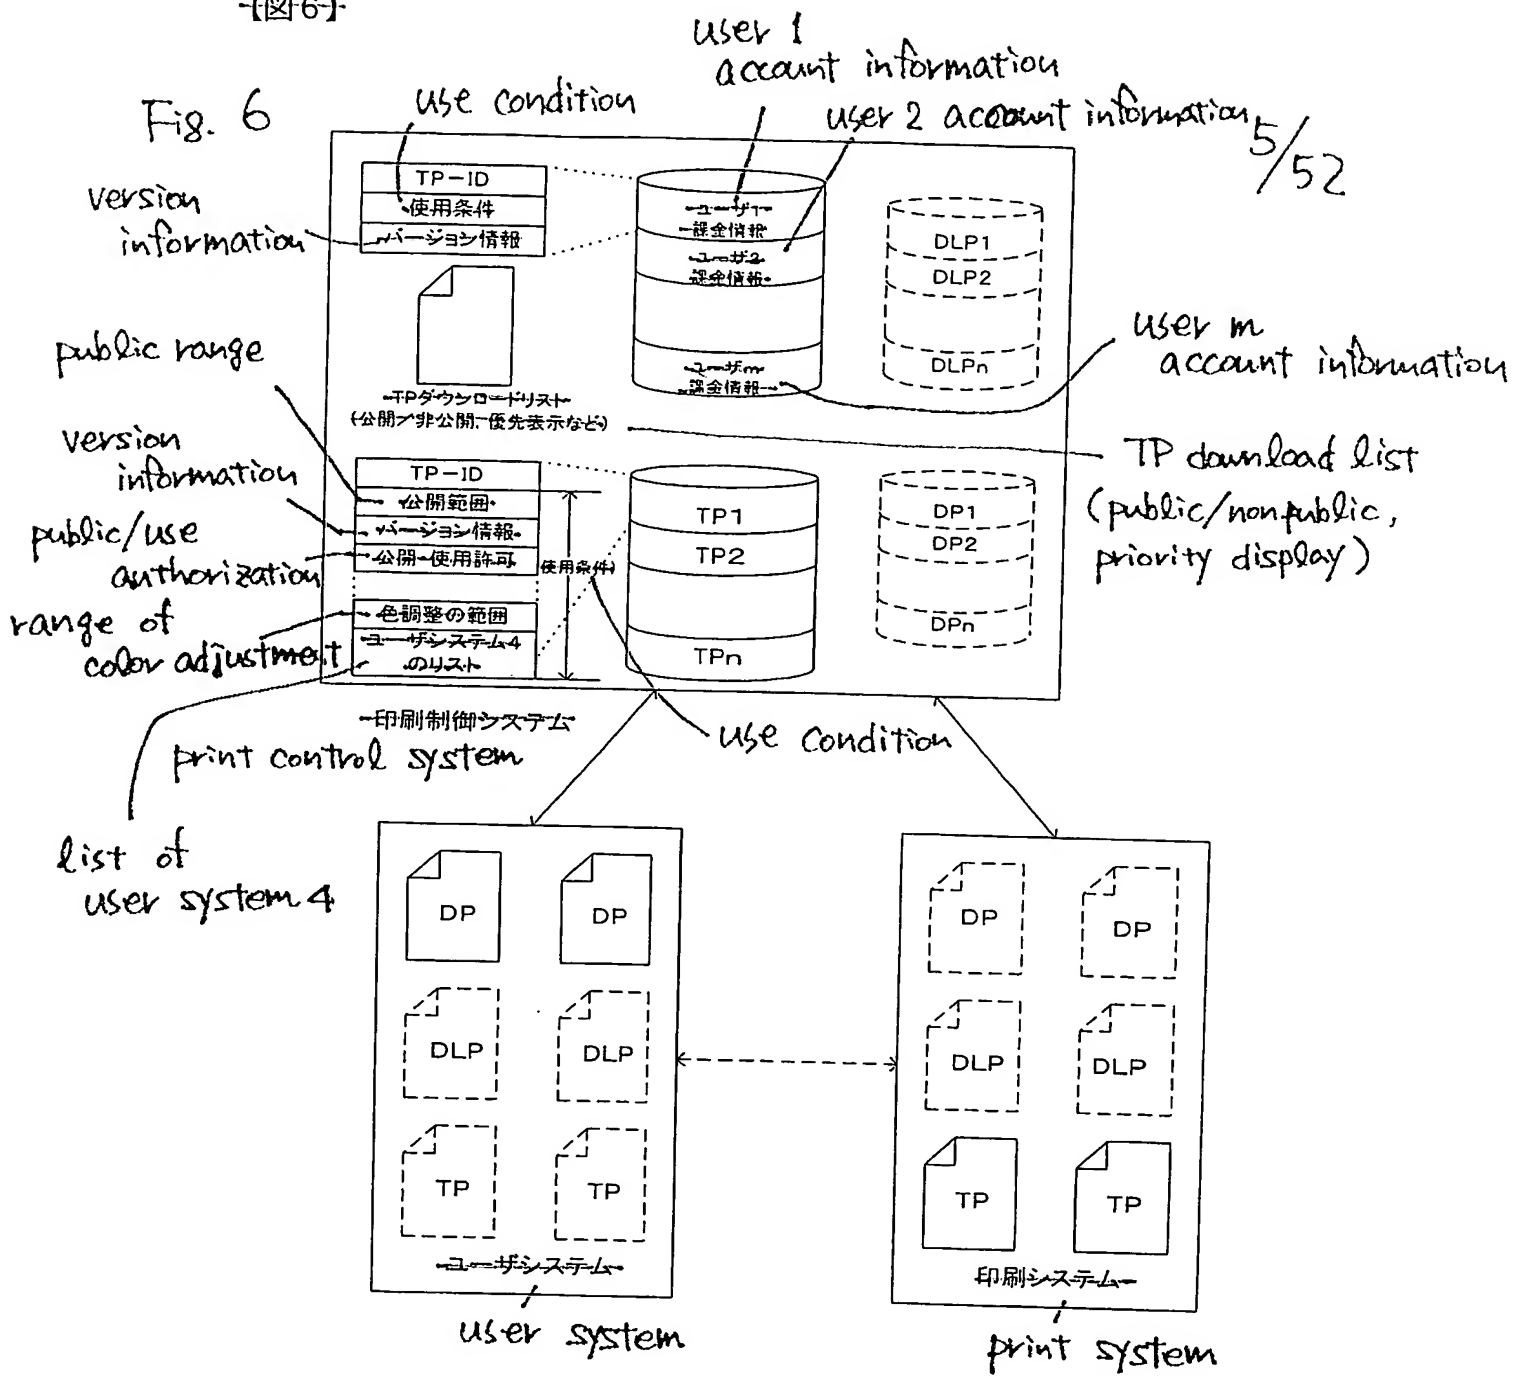 【図6】
Fig. 6
5/52
use condition
user 1
account information
user 2 account information
version
information
TP-ID
使用条件
バージョン情報
ユーザ1
課金情報
ユーザ2
課金情報
ユーザm
課金情報
DLP1
DLP2
DLPn
user m
account information
TPダウンロードリスト
(公開/非公開、優先表示など)
TP download list
(public/nonpublic,
priority display)
public range
version
information
public/use
authorization
range of
color adjustment
TP-ID
公開範囲
バージョン情報
公開・使用許可
色調整の範囲
ユーザシステム4
のリスト
使用条件
TP1
TP2
TPn
DP1
DP2
DPn
印刷制御システム
print control system
use condition
list of
user system 4
DP
DP
DLP
DLP
TP
TP
ユーザシステム
user system
DP
DP
DLP
DLP
TP
TP
印刷システム
print system